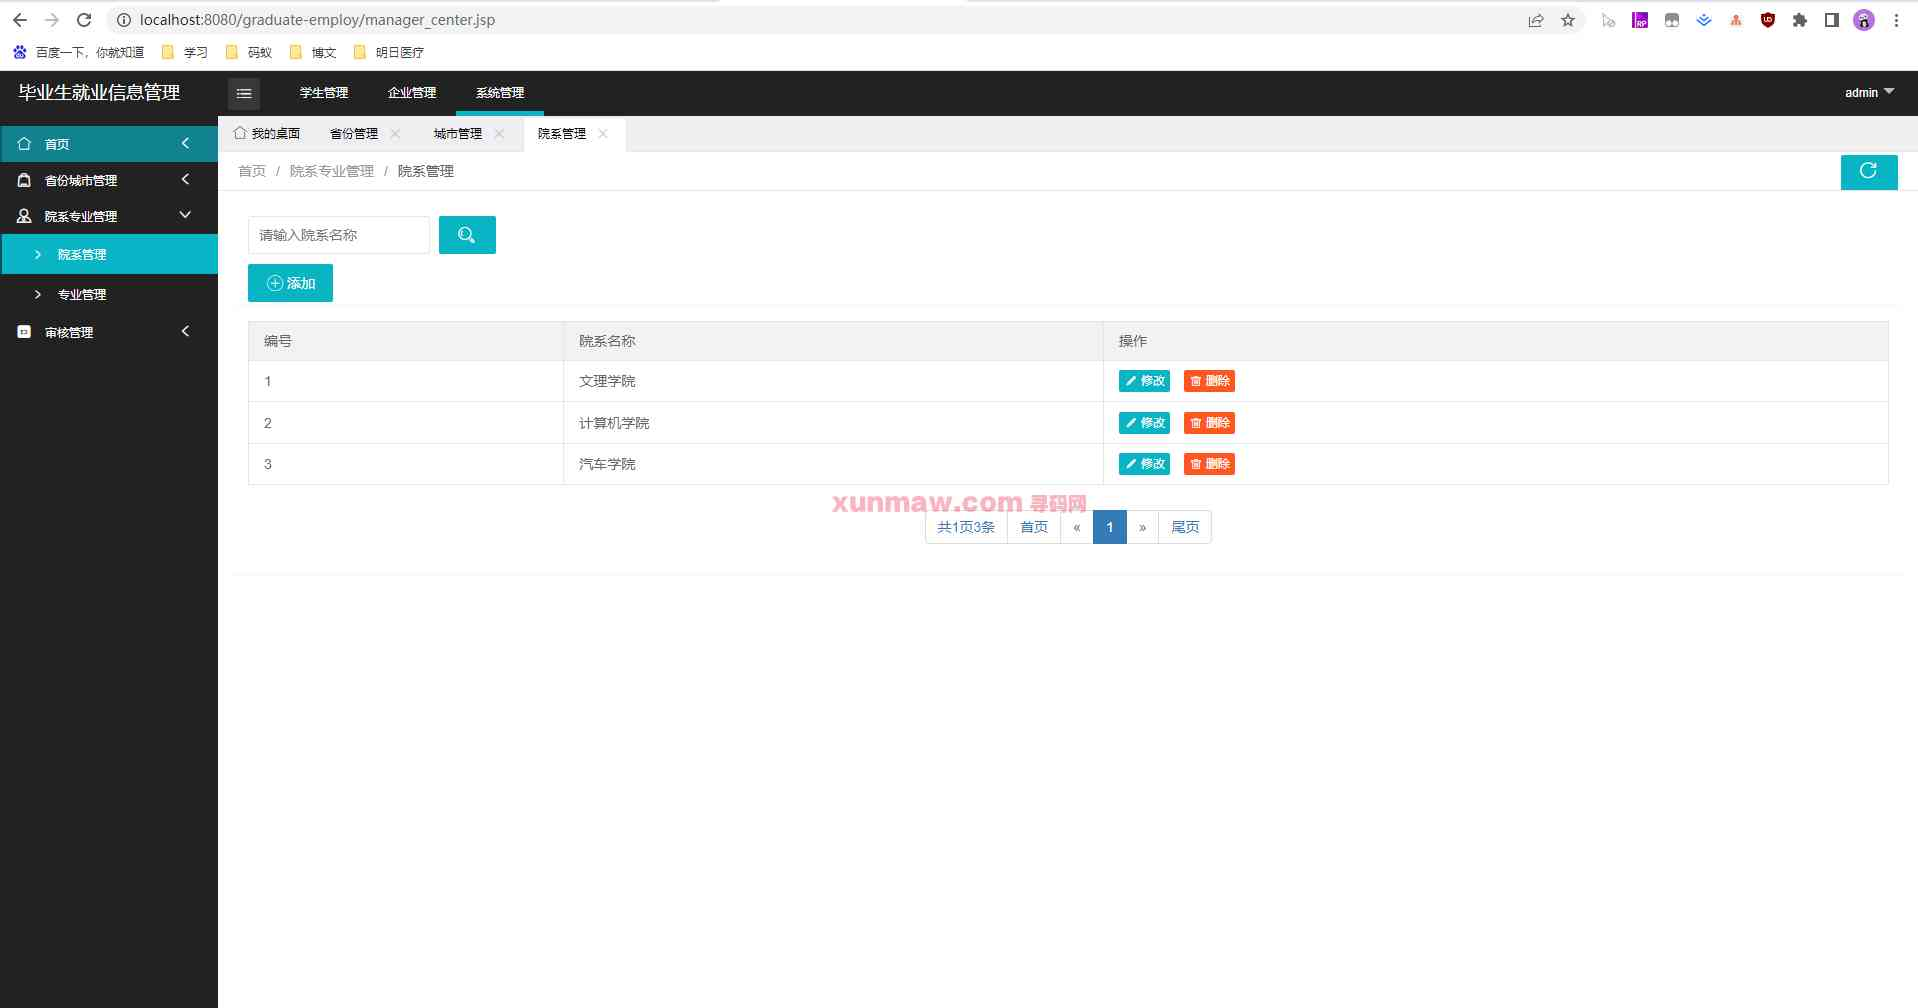 localhost:8080/graduate-employ/manager_center.jsp
百度一下，你就知道 学习 码蚁 博文 明日医疗
毕业生就业信息管理 学生管理 企业管理 系统管理 admin
我的桌面 省份管理 城市管理 院系管理
首页 / 院系专业管理 / 院系管理
首页
省份城市管理
院系专业管理
院系管理
专业管理
审核管理
请输入院系名称
添加
编号 院系名称 操作
1 文理学院 修改 删除
2 计算机学院 修改 删除
3 汽车学院 修改 删除
xunmaw.com 寻码网
共1页3条 首页 « 1 » 尾页